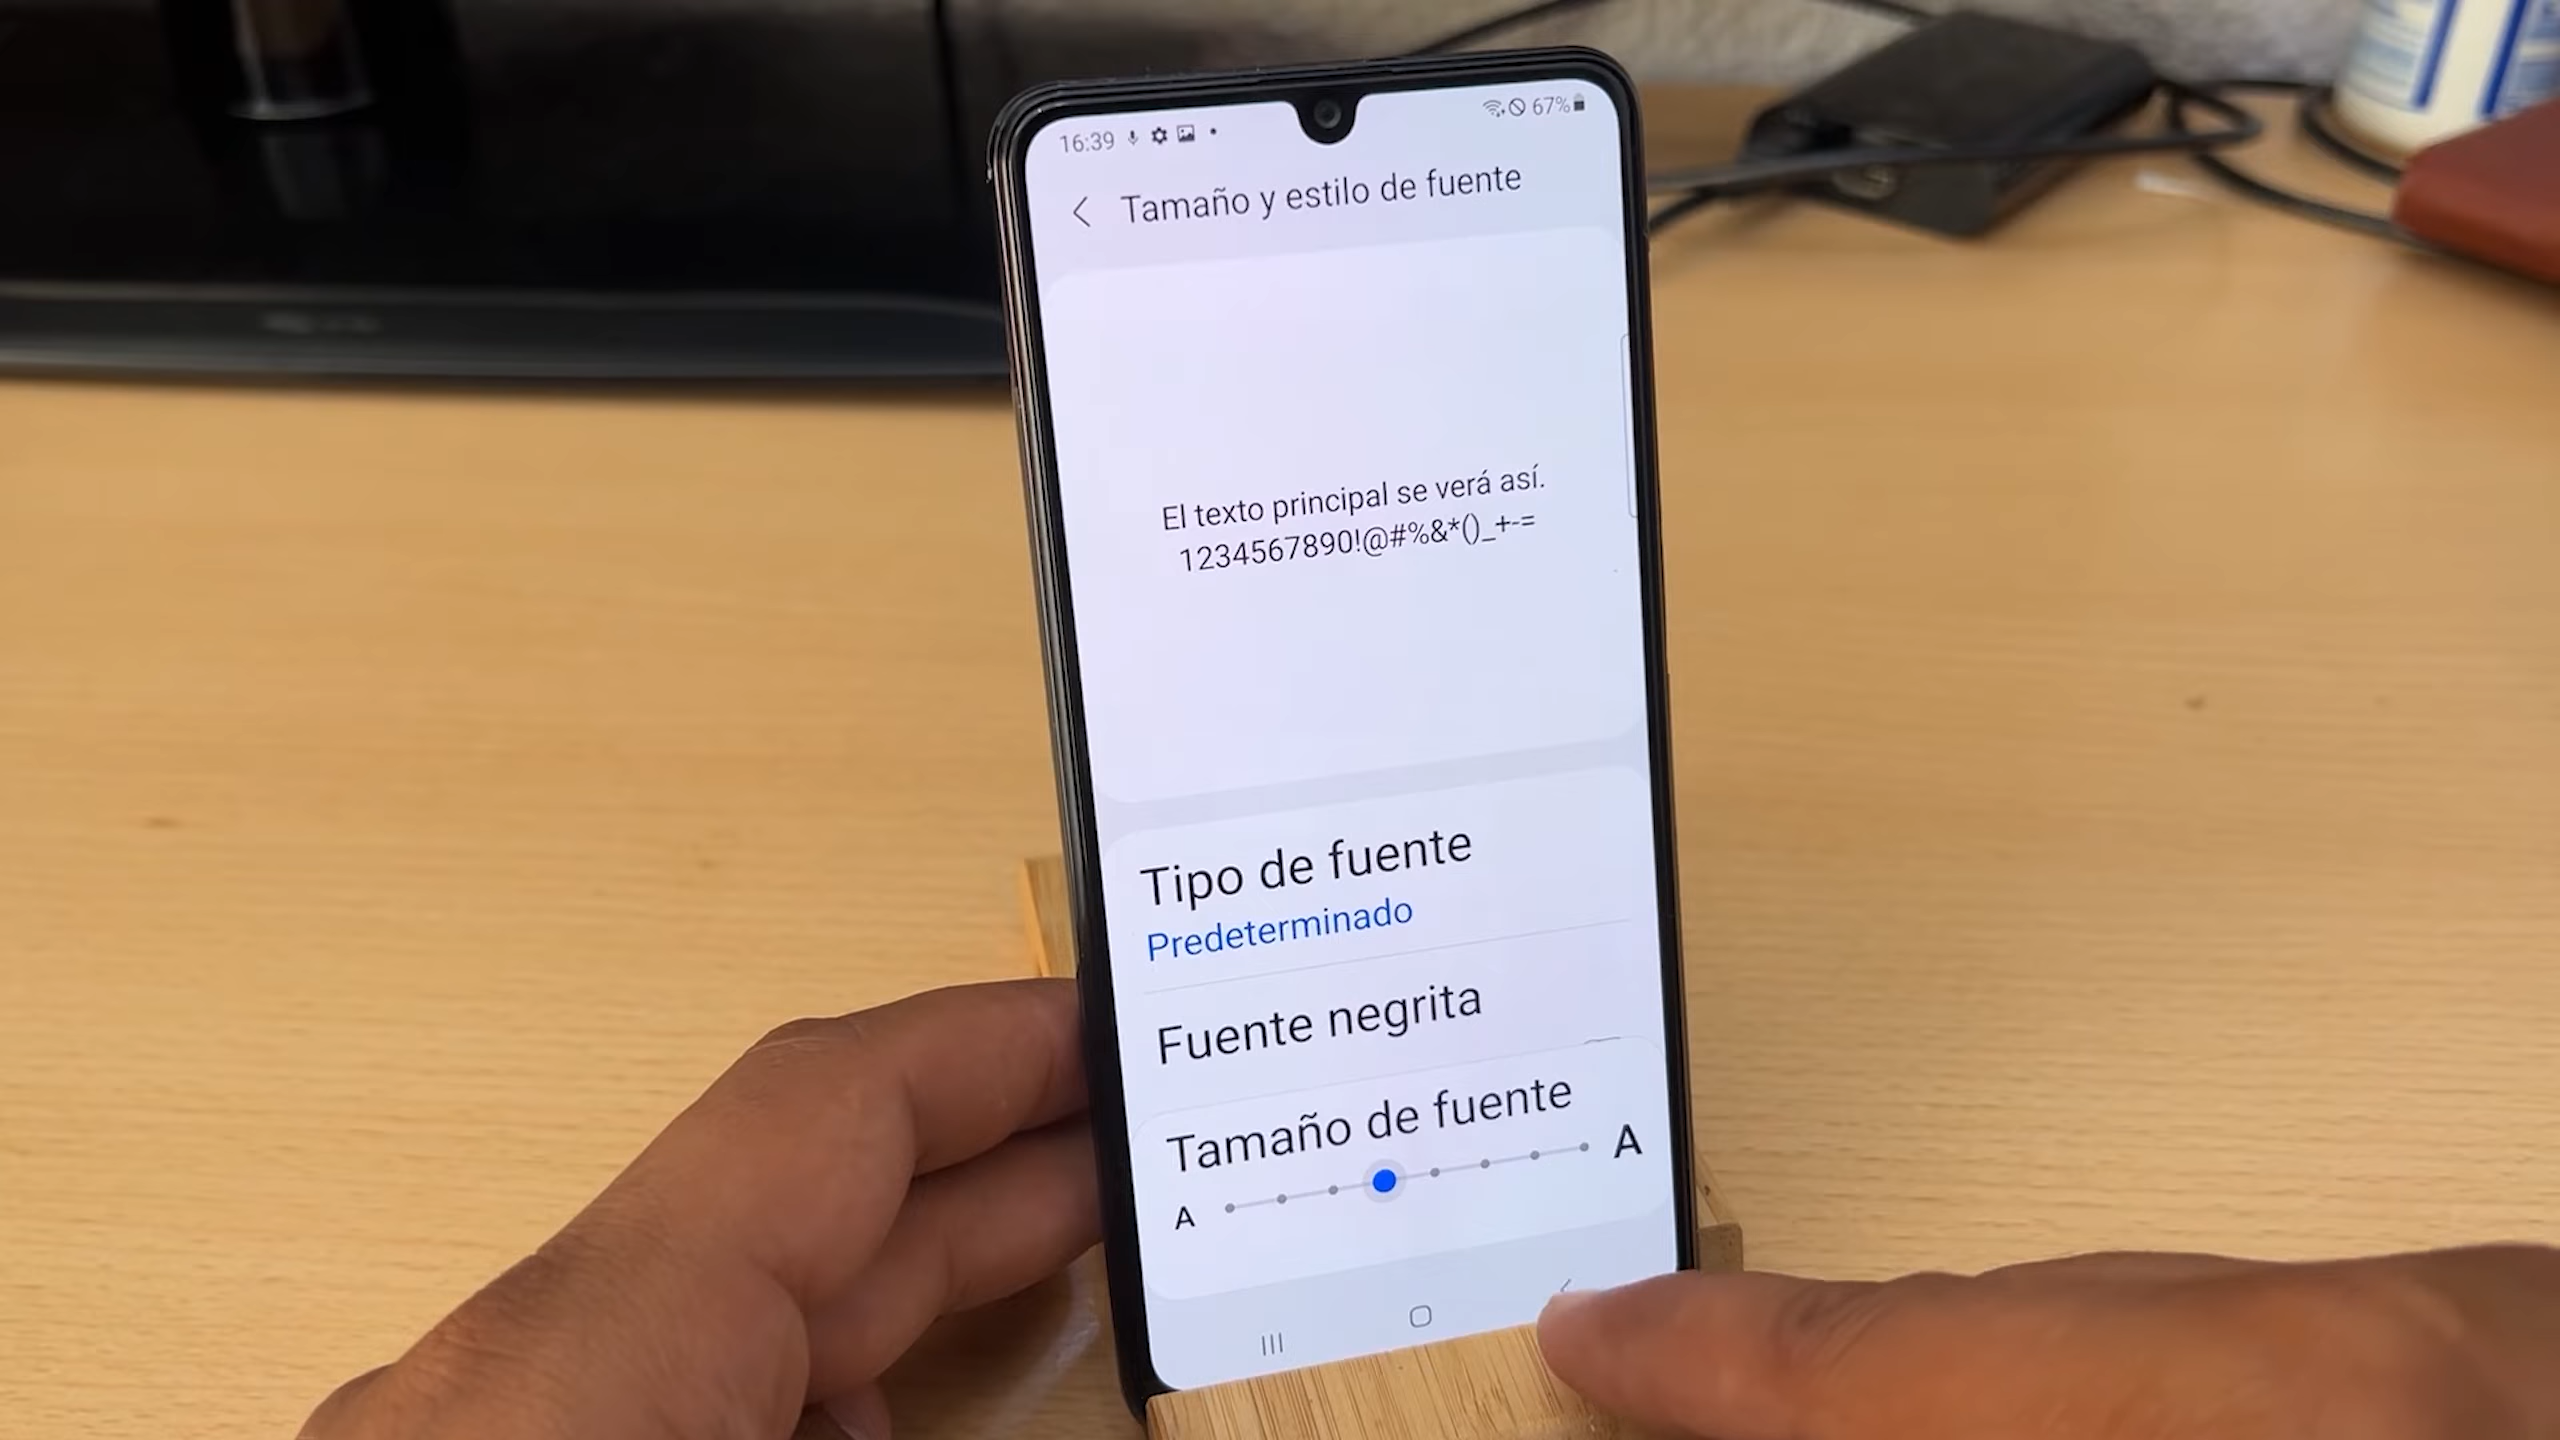 16:39
67%
Tamaño y estilo de fuente
El texto principal se verá así.
1234567890!@#%&*()_+-=
Tipo de fuente
Predeterminado
Fuente negrita
Tamaño de fuente
A
A